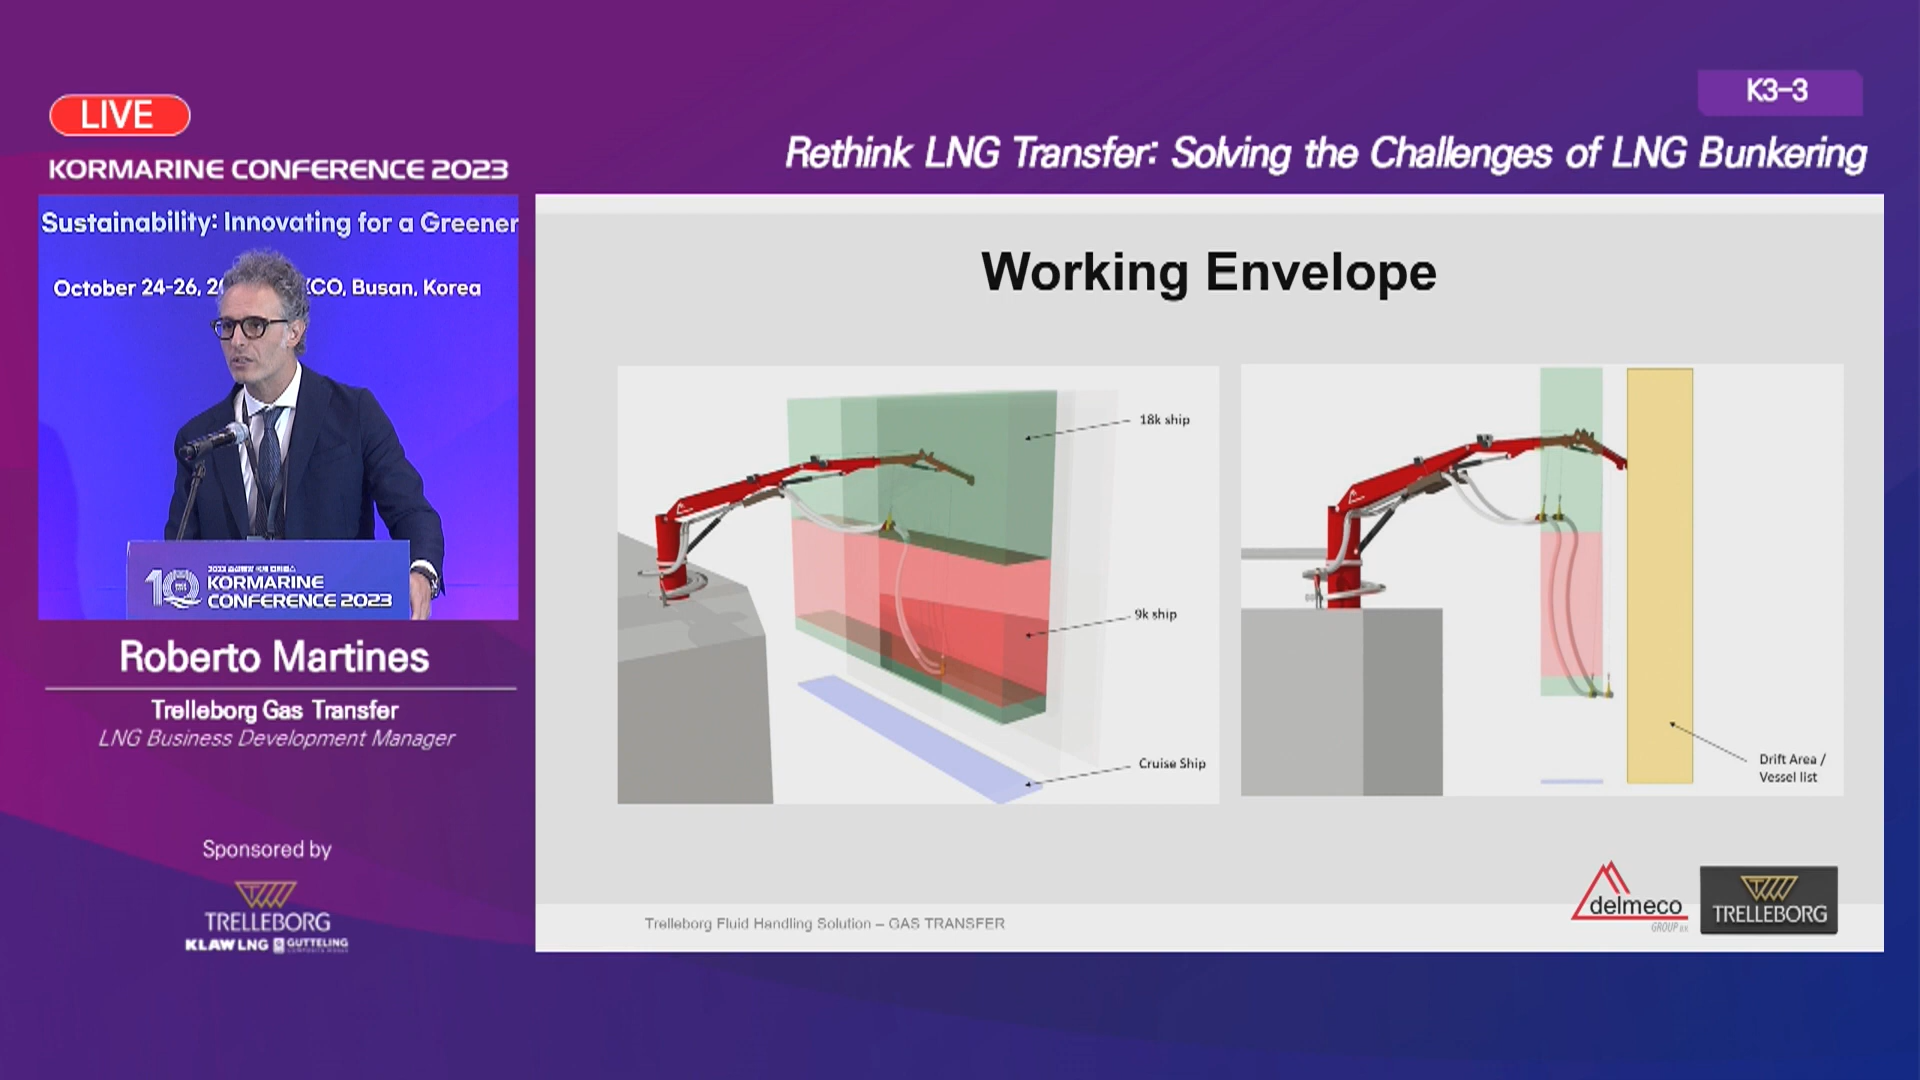 LIVE
KORMARINE CONFERENCE 2023
K3-3
Rethink LNG Transfer: Solving the Challenges of LNG Bunkering
Sustainability: Innovating for a Greener
October 24-26, 2
CO, Busan, Korea
10
KORMARINE
CONFERENCE 2023
Roberto Martines
Trelleborg Gas Transfer
LNG Business Development Manager
Sponsored by
TRELLEBORG
KLAW LNG GUTTELING
Working Envelope
18k ship
9k ship
Cruise Ship
Drift Area /
Vessel list
Trelleborg Fluid Handling Solution – GAS TRANSFER
delmeco
GROUP
TRELLEBORG